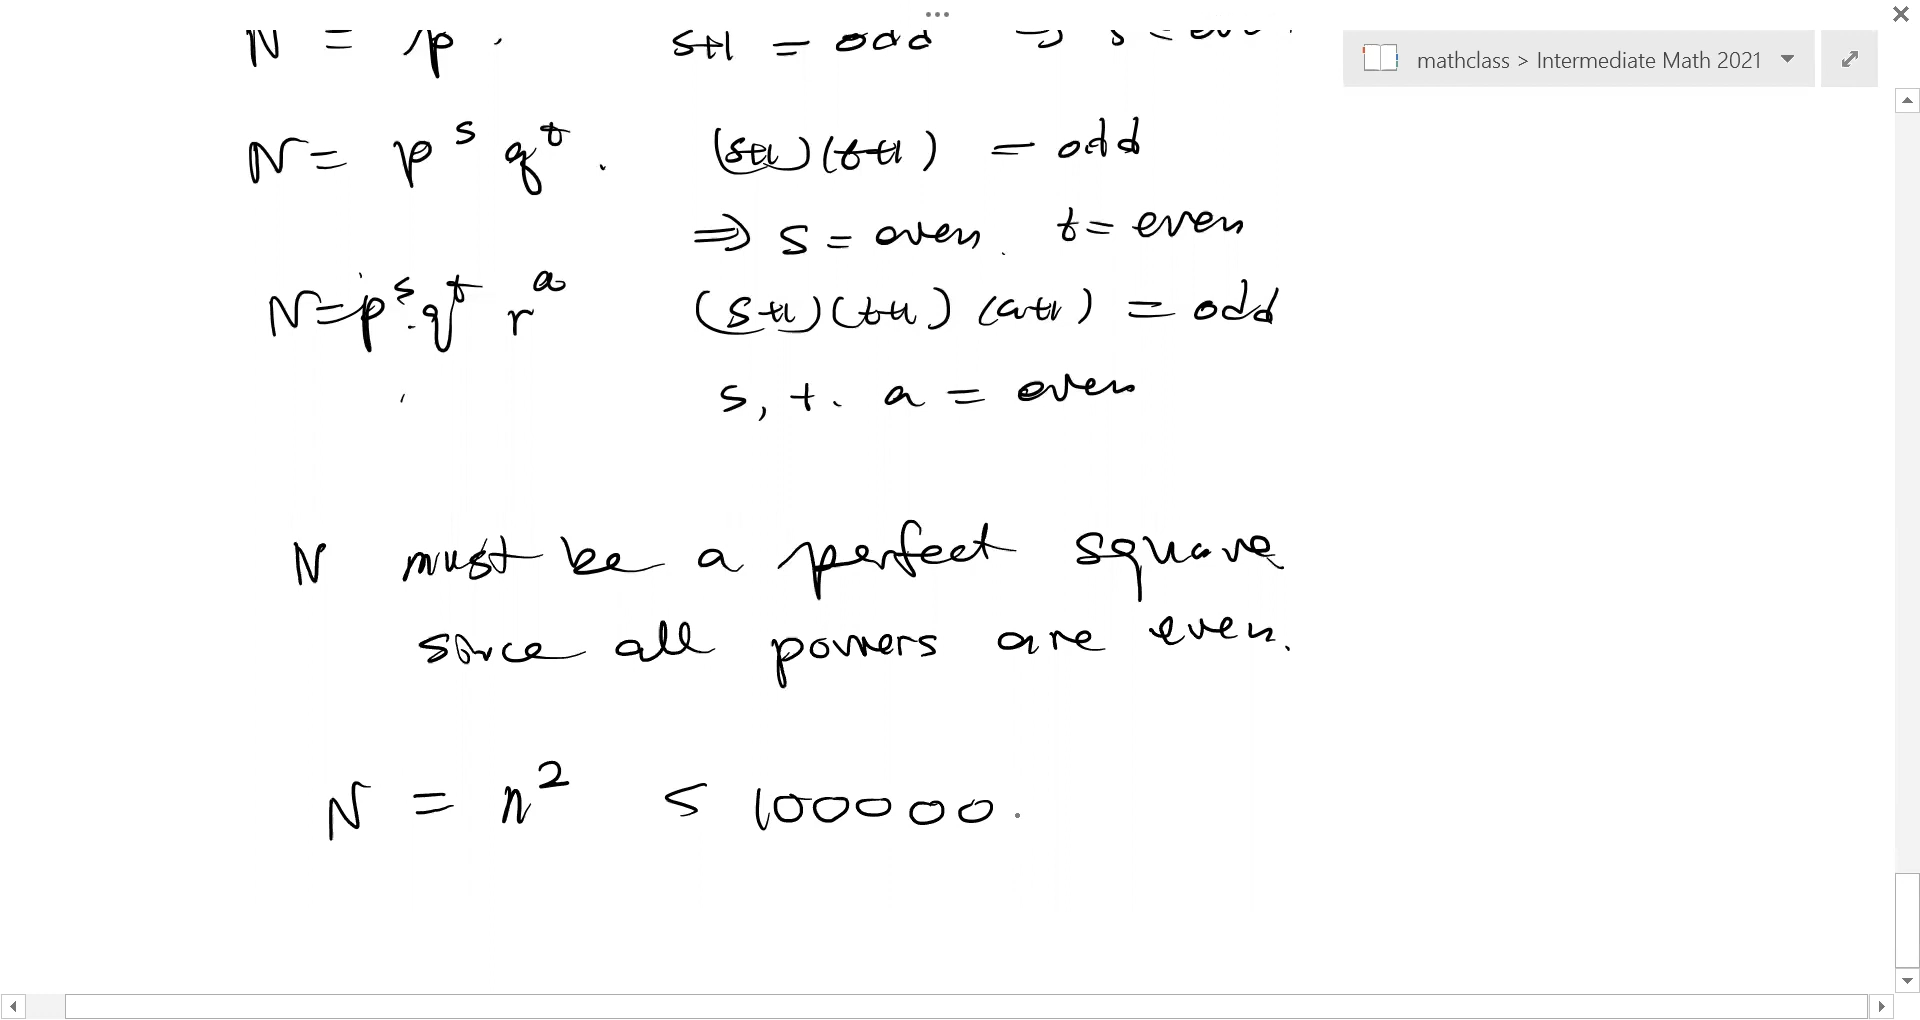 mathclass > Intermediate Math 2021
s+1 = odd
N = p^s q^t . (s+1)(t+1) = odd
⇒ s = even. t = even
N = p^s . q^t r^a (s+1)(t+1)(a+1) = odd
s, t. a = even
N must be a perfect square
since all powers are even.
N = n^2 ≤ 100000.